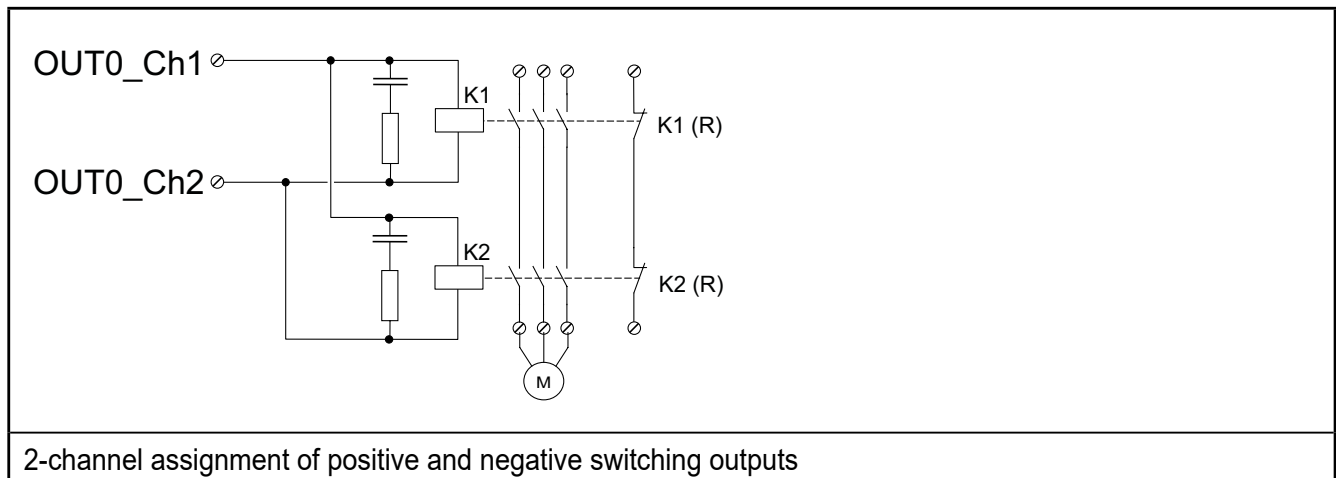 OUT0_Ch1
K1
K1 (R)
OUT0_Ch2
K2
K2 (R)
M
2-channel assignment of positive and negative switching outputs